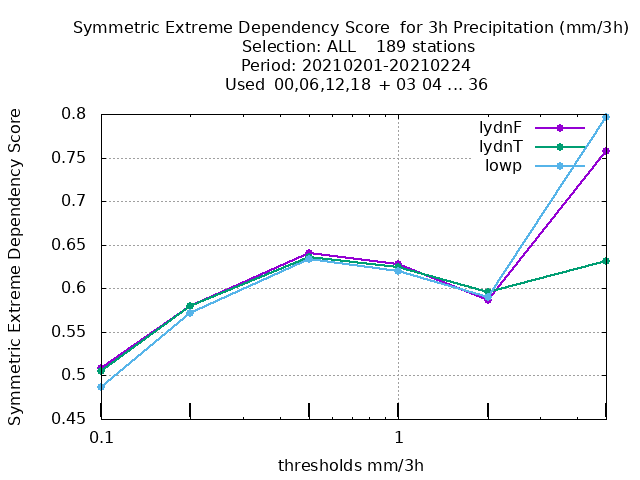 Symmetric Extreme Dependency Score  for 3h Precipitation (mm/3h)
Selection: ALL    189 stations
Period: 20210201-20210224
Used  00,06,12,18  + 03 04 ... 36
Symmetric Extreme Dependency Score
0.8
0.75
0.7
0.65
0.6
0.55
0.5
0.45
lydnF
lydnT
lowp
0.1
1
thresholds mm/3h